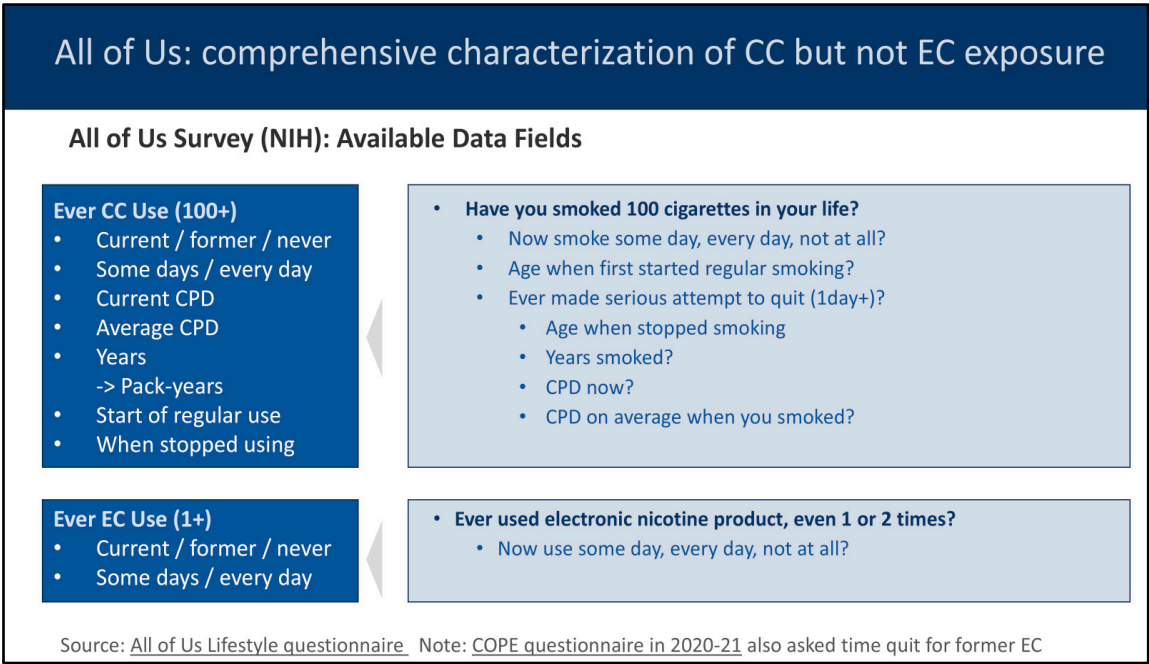 All of Us: comprehensive characterization of CC but not EC exposure
All of Us Survey (NIH): Available Data Fields
Ever CC Use (100+)
• Current / former / never
• Some days / every day
• Current CPD
• Average CPD
• Years
-> Pack-years
• Start of regular use
• When stopped using
• Have you smoked 100 cigarettes in your life?
• Now smoke some day, every day, not at all?
• Age when first started regular smoking?
• Ever made serious attempt to quit (1day+)?
• Age when stopped smoking
• Years smoked?
• CPD now?
• CPD on average when you smoked?
Ever EC Use (1+)
• Current / former / never
• Some days / every day
• Ever used electronic nicotine product, even 1 or 2 times?
• Now use some day, every day, not at all?
Source: All of Us Lifestyle questionnaire Note: COPE questionnaire in 2020-21 also asked time quit for former EC